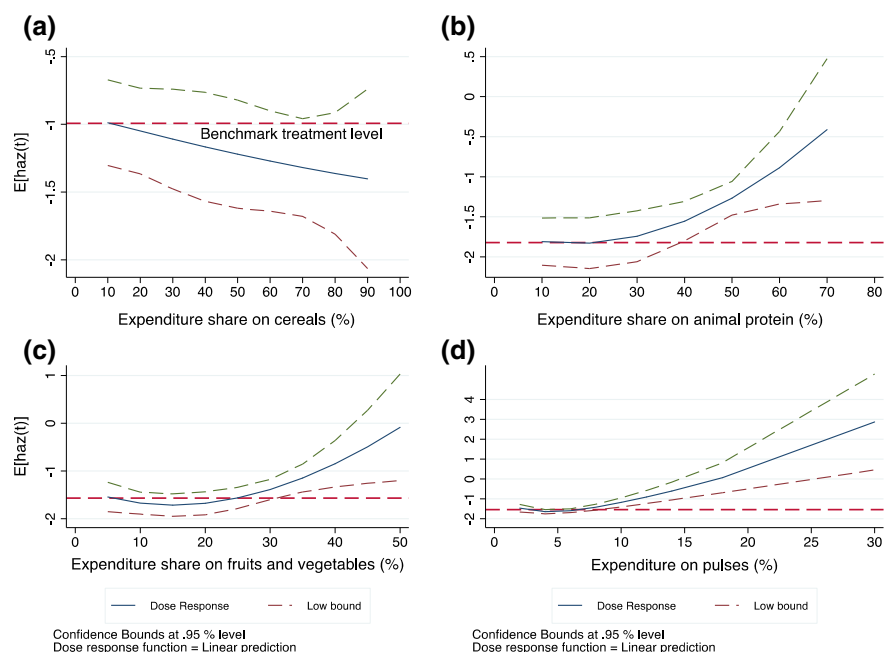 (a)
-.5
-1
-1.5
-2
E[haz(t)]
Benchmark treatment level
0 10 20 30 40 50 60 70 80 90 100
Expenditure share on cereals (%)
(b)
.5
0
-.5
-1
-1.5
-2
0 10 20 30 40 50 60 70 80
Expenditure share on animal protein (%)
(c)
1
0
-1
-2
E[haz(t)]
0 10 20 30 40 50
Expenditure share on fruits and vegetables (%)
(d)
4
3
2
1
0
-1
-2
0 5 10 15 20 25 30
Expenditure on pulses (%)
Dose Response Low bound
Confidence Bounds at .95 % level
Dose response function = Linear prediction
Dose Response Low bound
Confidence Bounds at .95 % level
Dose response function = Linear prediction